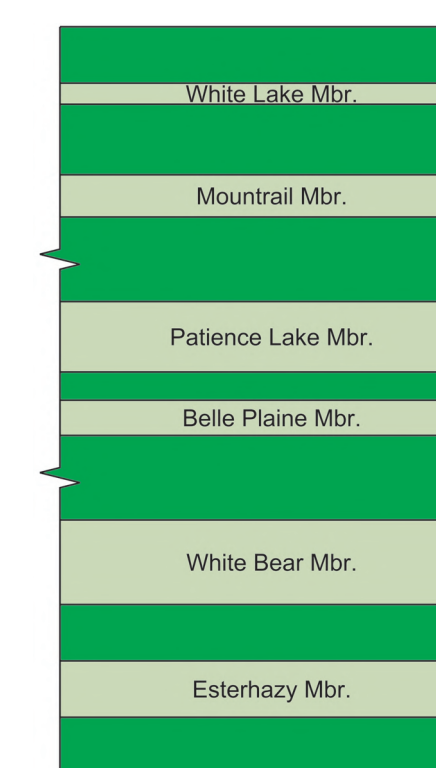 White Lake Mbr.
Mountrail Mbr.
Patience Lake Mbr.
Belle Plaine Mbr.
White Bear Mbr.
Esterhazy Mbr.